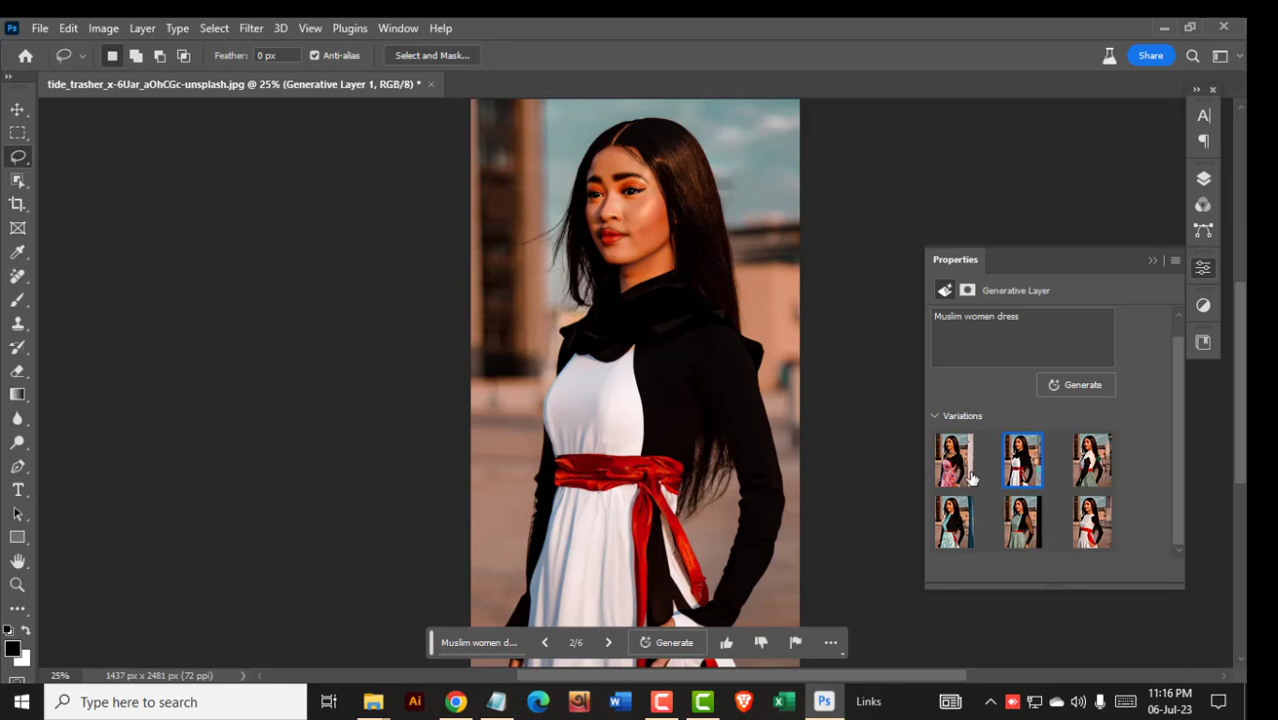 Ps File Edit Image Layer Type Select Filter 3D View Plugins Window Help
Feather: 0 px Anti-alias Select and Mask... Share
tide_trasher_x-6Uar_aOhCGc-unsplash.jpg @ 25% (Generative Layer 1, RGB/8) *
Properties
Generative Layer
Muslim women dress
Generate
Variations
Muslim women d... 2/6 Generate
25% 1437 px x 2481 px (72 ppi)
Type here to search
Ai
W
Ps
Links
11:16 PM
06-Jul-23